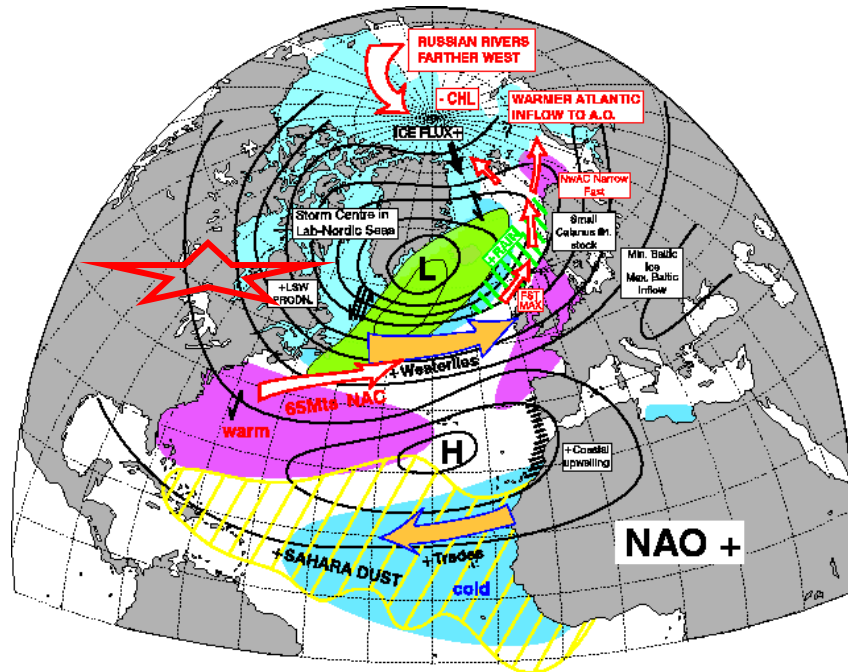 RUSSIAN RIVERS
FARTHER WEST
- CHL
WARMER ATLANTIC
INFLOW TO A.O.
ICE FLUX+
?
NwAC Narrow
Fast
Storm Centre in
Lab-Nordic Seas
Small
Calanus fin.
stock
+ RAIN
Min. Baltic
Ice
Max. Baltic
Inflow
L
+LSW
PRODN.
FST
MAX
+ Westerlies
65Mts NAC
warm
H
+Coastal
upwelling
NAO +
+SAHARA DUST
+Trades
cold